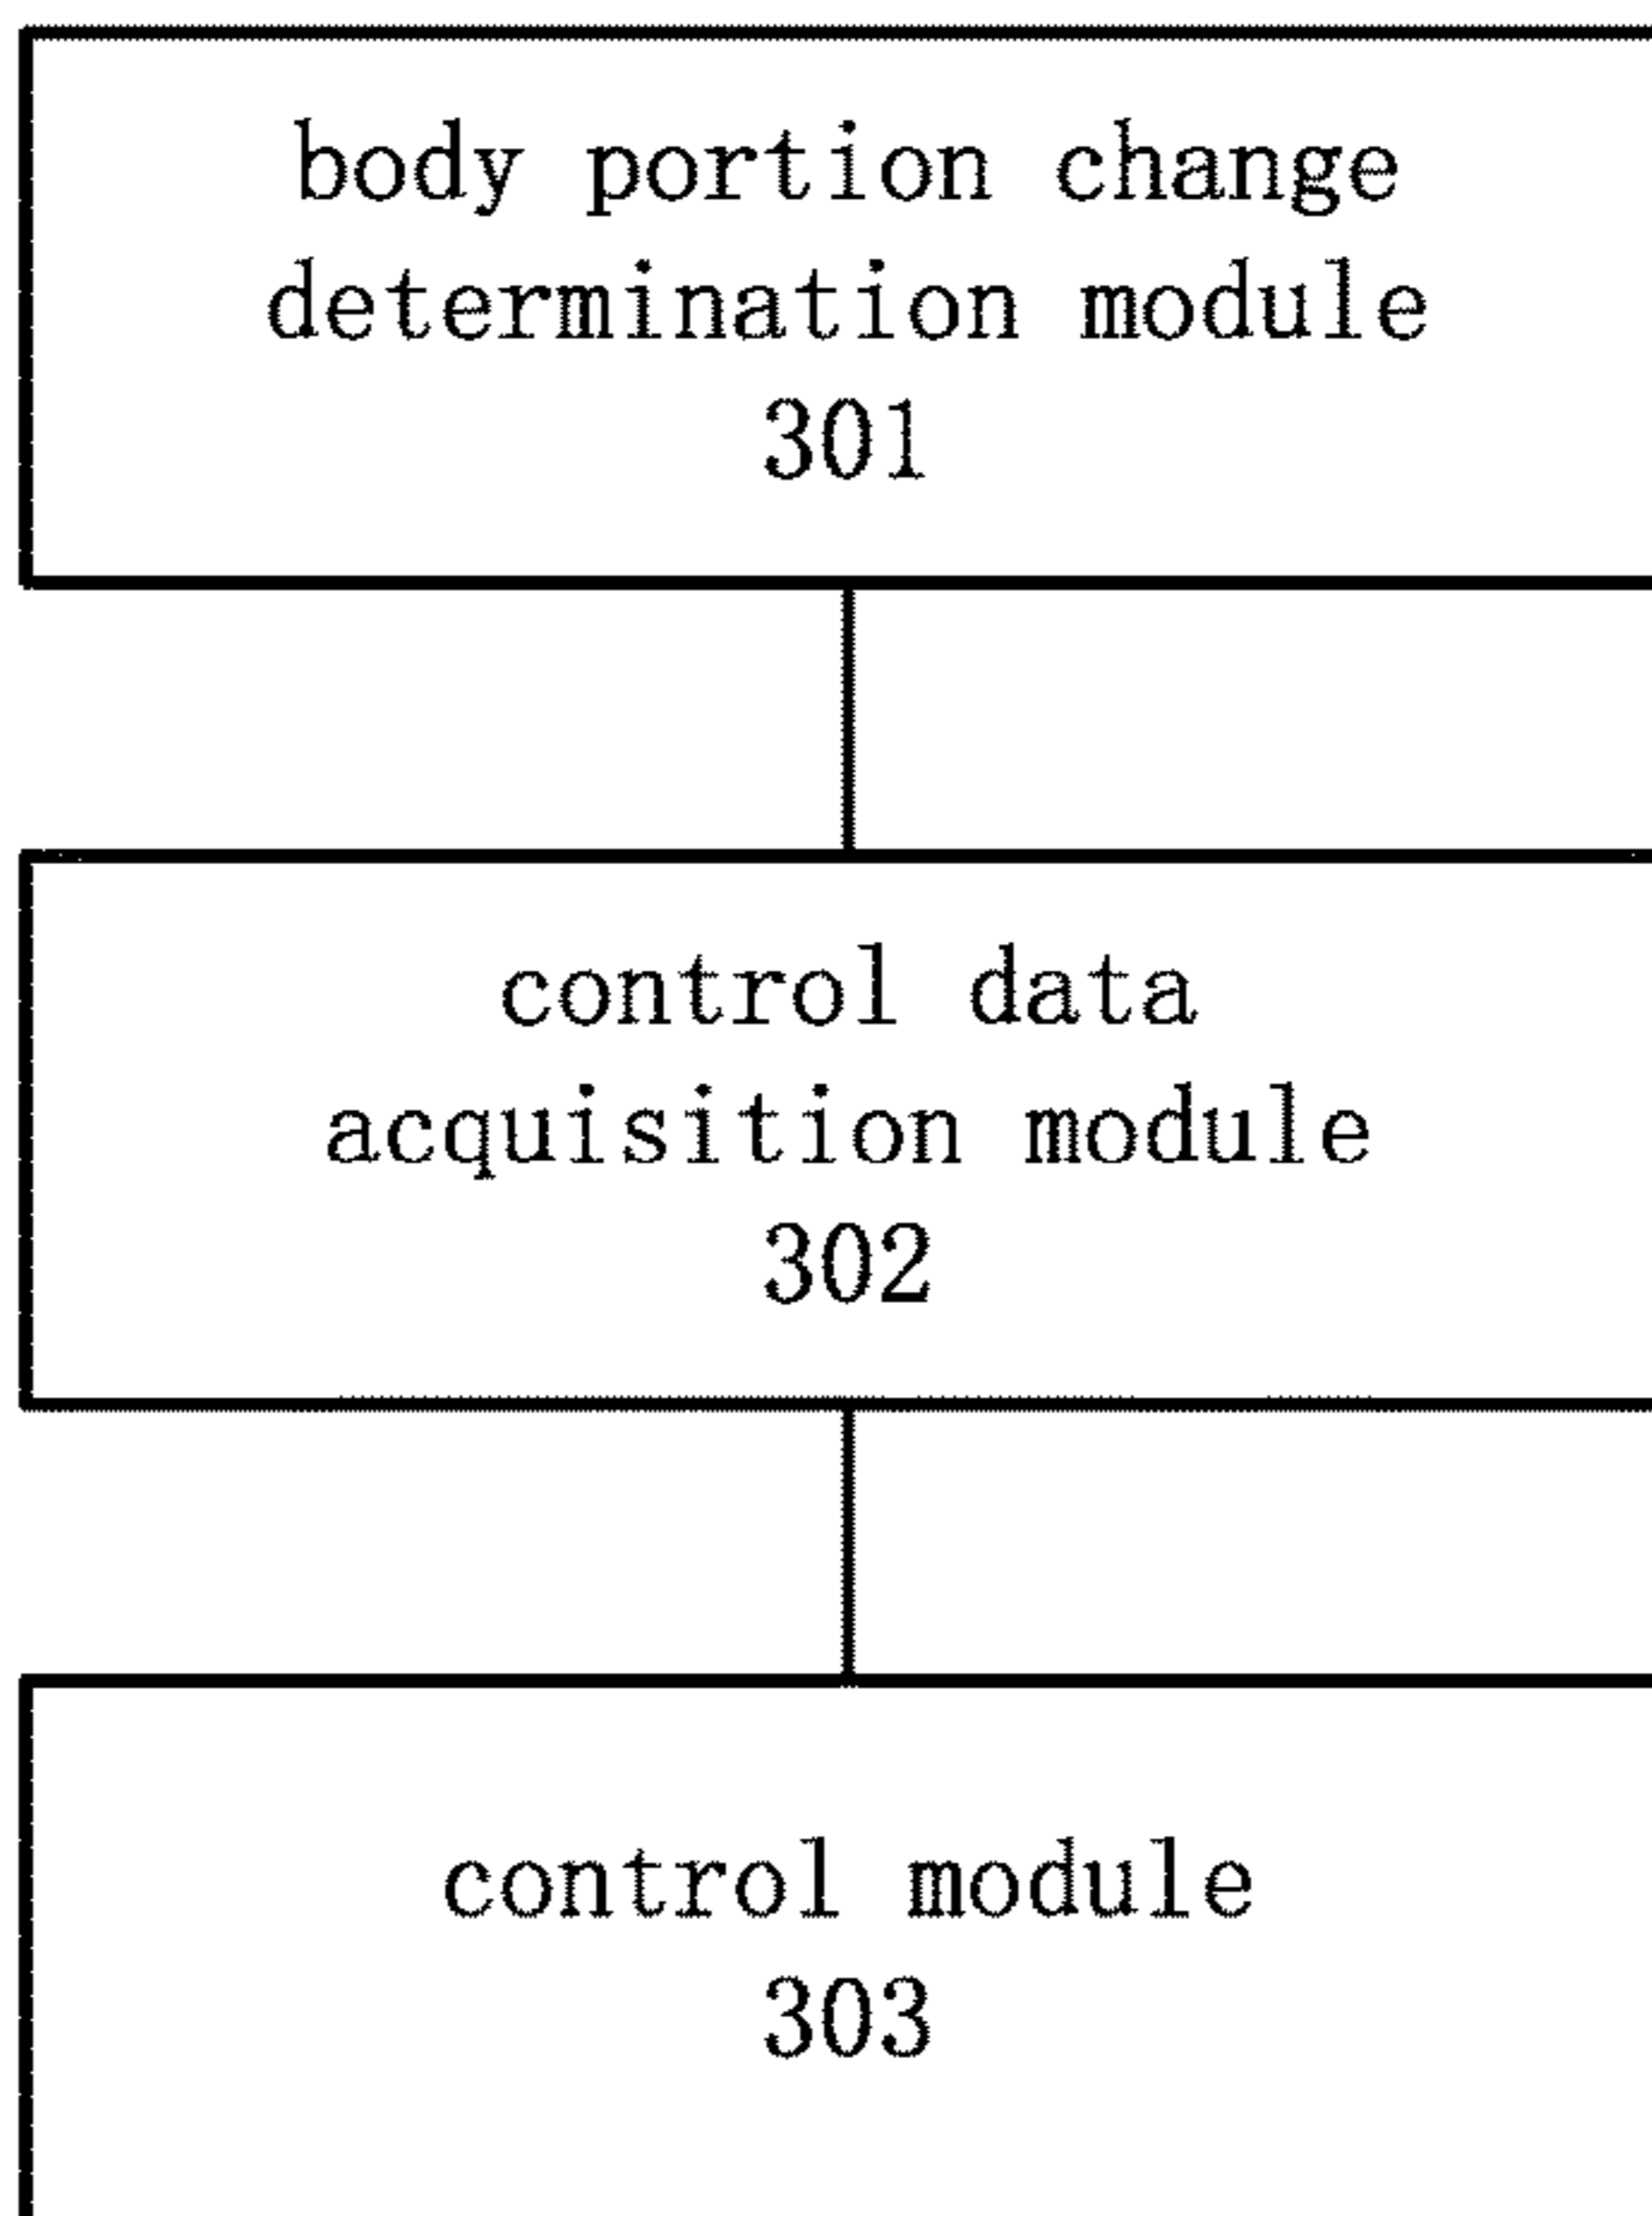 body portion change
determination module
301
control data
acquisition module
302
control module
303